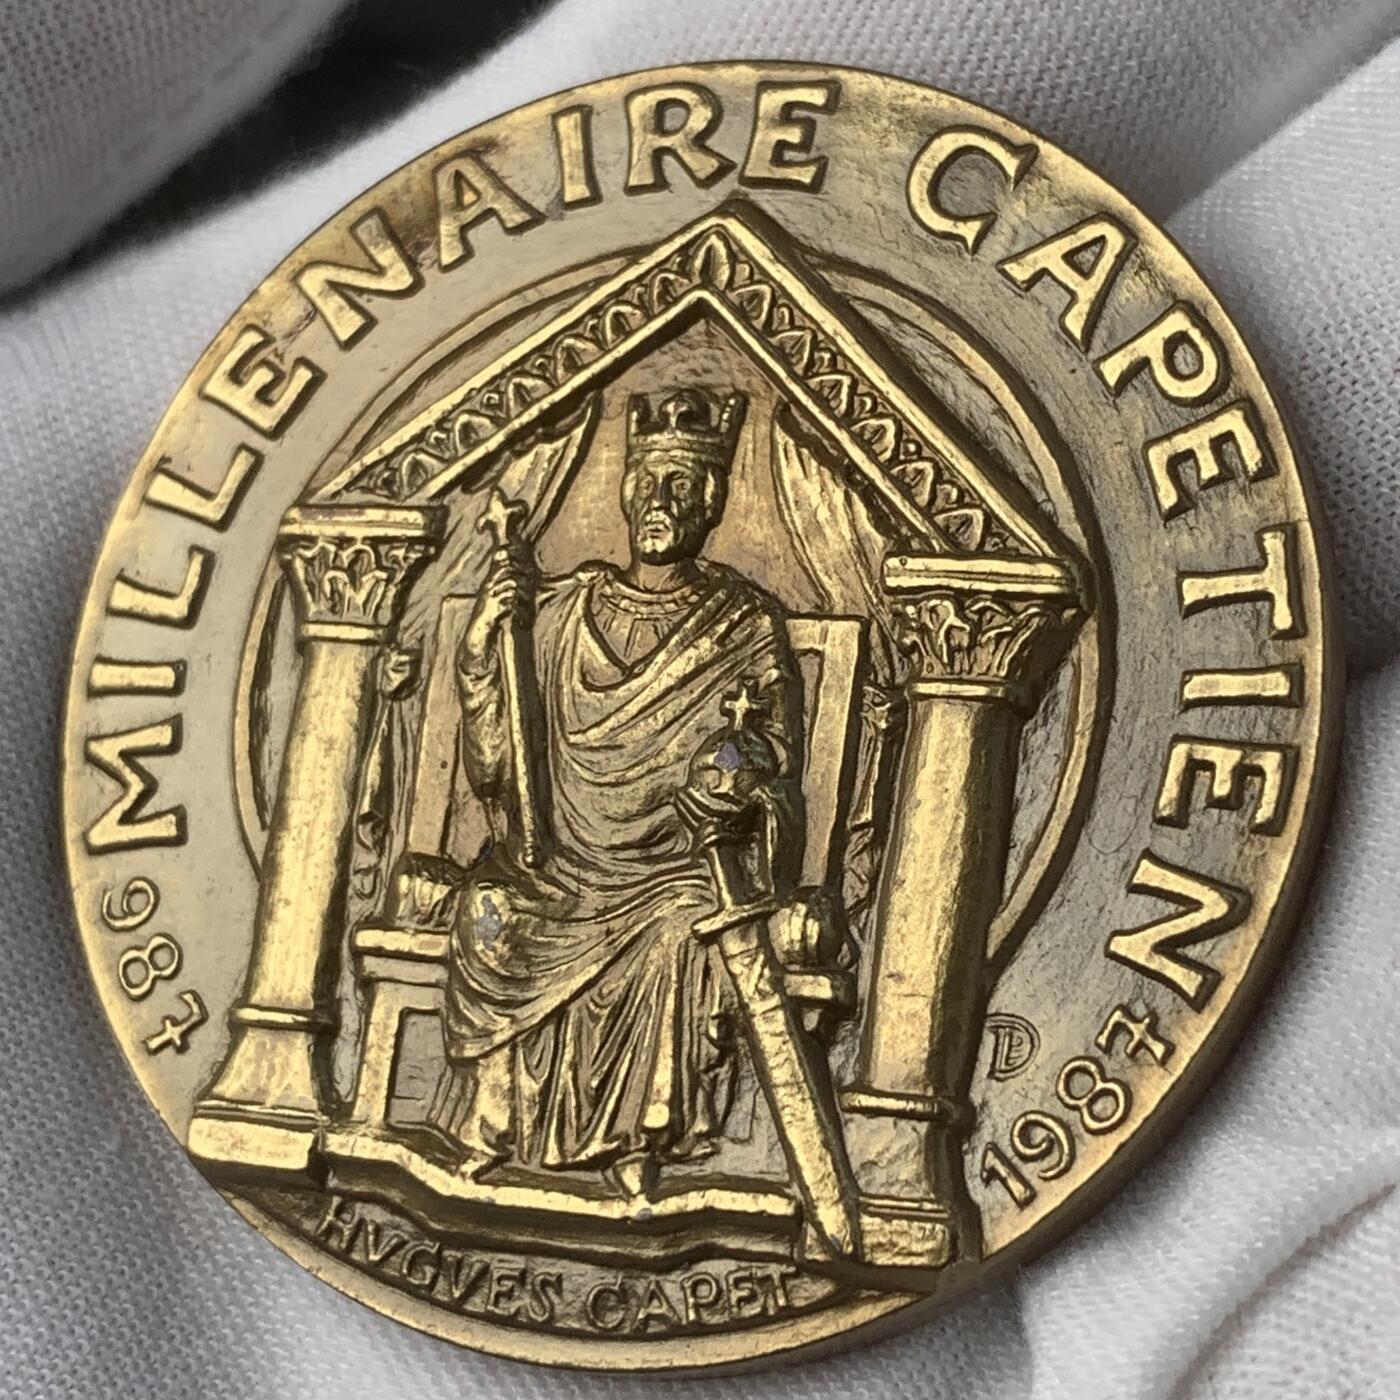 987 MILLENAIRE CAPETIEN 1987
HVGVES CAPET